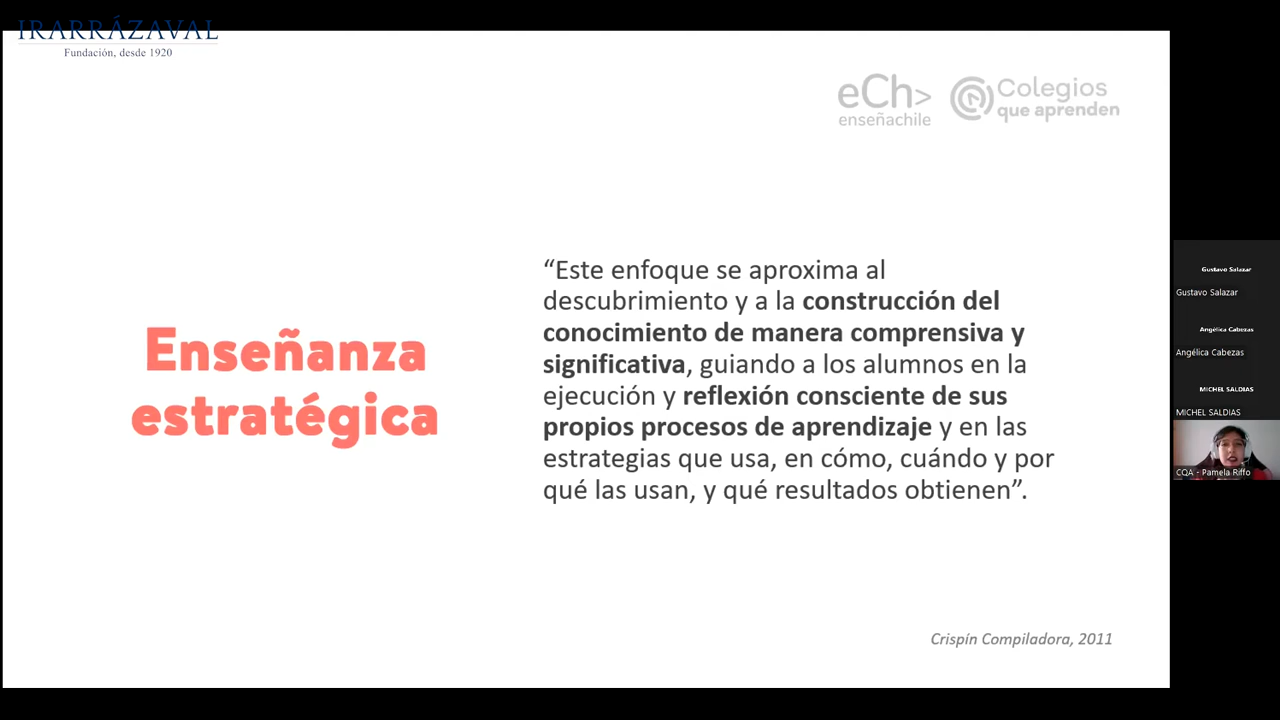 IRARRÁZAVAL
Fundación, desde 1920
eCh>
enseñachile
Colegios
que aprenden
Enseñanza
estratégica
“Este enfoque se aproxima al
descubrimiento y a la construcción del
conocimiento de manera comprensiva y
significativa, guiando a los alumnos en la
ejecución y reflexión consciente de sus
propios procesos de aprendizaje y en las
estrategias que usa, en cómo, cuándo y por
qué las usan, y qué resultados obtienen”.
Crispín Compiladora, 2011
Gustavo Salazar
Gustavo Salazar
Angélica Cabezas
Angélica Cabezas
MICHEL SALDIAS
MICHEL SALDIAS
CQA - Pamela Riffo